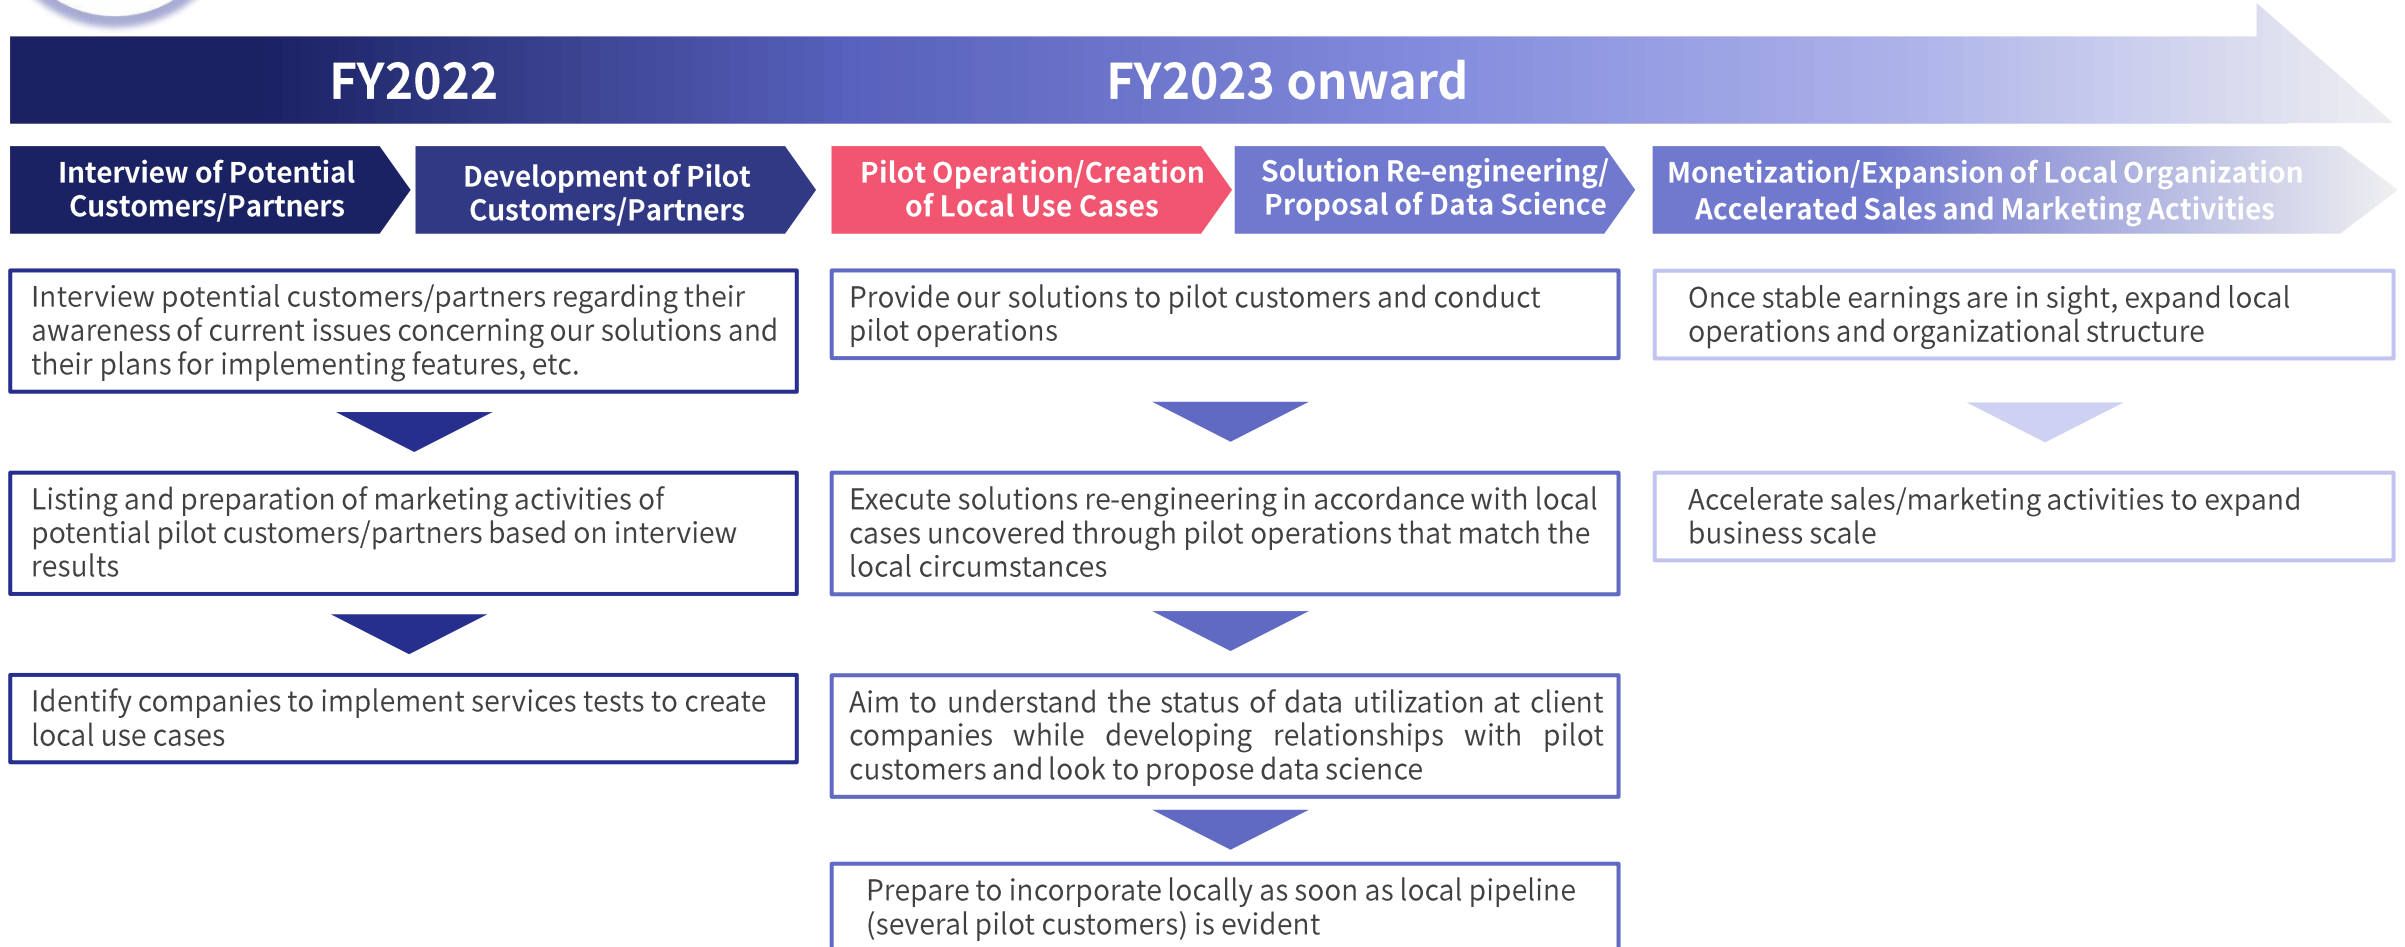 FY2022
FY2023 onward
Interview of Potential
Customers/Partners
Development of Pilot
Customers/Partners
Pilot Operation/Creation
of Local Use Cases
Solution Re-engineering/
Proposal of Data Science
Monetization/Expansion of Local Organization
Accelerated Sales and Marketing Activities
Interview potential customers/partners regarding their
awareness of current issues concerning our solutions and
their plans for implementing features, etc.
Listing and preparation of marketing activities of
potential pilot customers/partners based on interview
results
Identify companies to implement services tests to create
local use cases
Provide our solutions to pilot customers and conduct
pilot operations
Execute solutions re-engineering in accordance with local
cases uncovered through pilot operations that match the
local circumstances
Aim to understand the status of data utilization at client
companies while developing relationships with pilot
customers and look to propose data science
Prepare to incorporate locally as soon as local pipeline
(several pilot customers) is evident
Once stable earnings are in sight, expand local
operations and organizational structure
Accelerate sales/marketing activities to expand
business scale